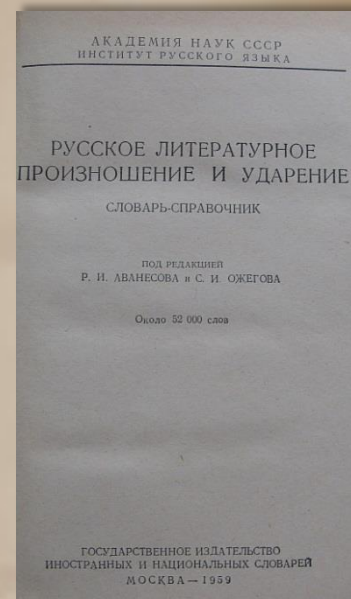 АКАДЕМИЯ НАУК СССР
ИНСТИТУТ РУССКОГО ЯЗЫКА
РУССКОЕ ЛИТЕРАТУРНОЕ
ПРОИЗНОШЕНИЕ И УДАРЕНИЕ
СЛОВАРЬ-СПРАВОЧНИК
ПОД РЕДАКЦИЕЙ
Р. И. АВАНЕСОВА и С. И. ОЖЕГОВА
Около 52 000 слов
ГОСУДАРСТВЕННОЕ ИЗДАТЕЛЬСТВО
ИНОСТРАННЫХ И НАЦИОНАЛЬНЫХ СЛОВАРЕЙ
МОСКВА — 1959